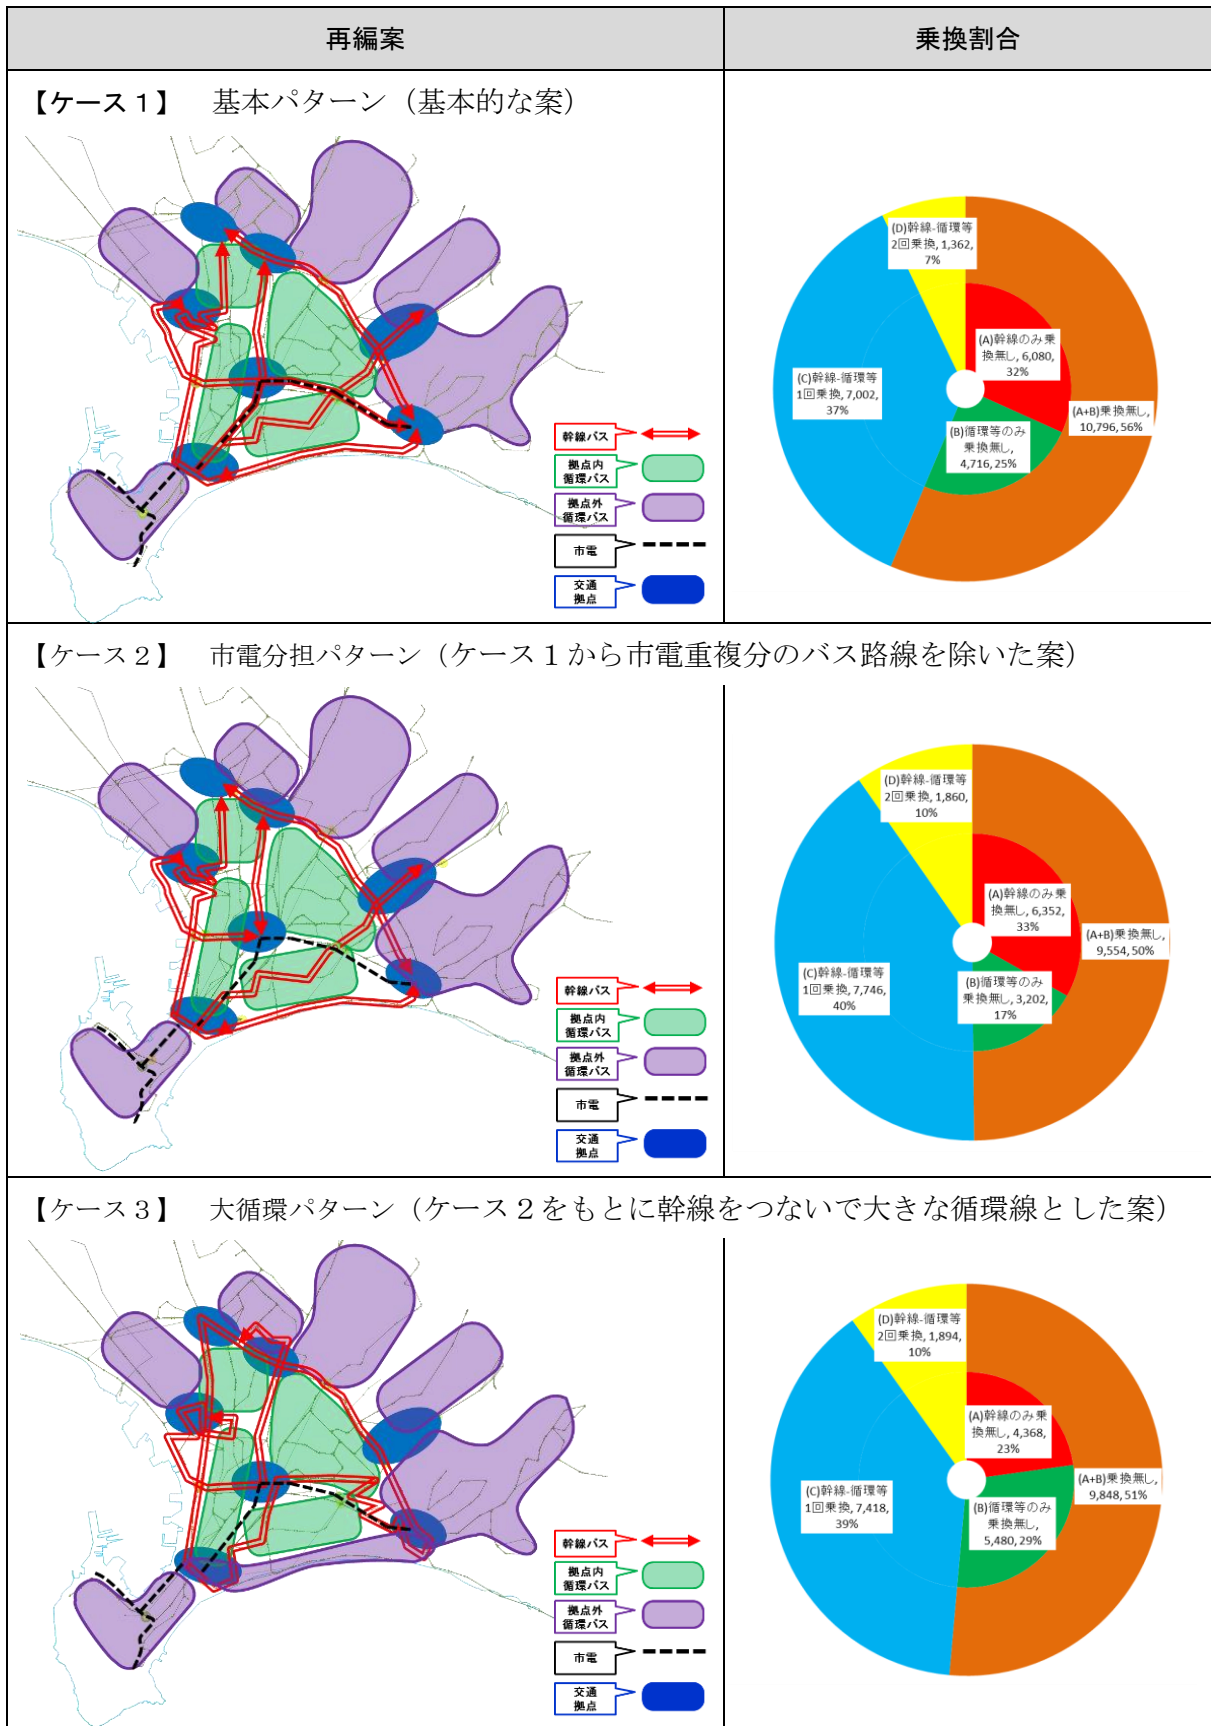 再編案
乗換割合
【ケース１】　基本パターン（基本的な案）
幹線バス
拠点内
循環バス
拠点外
循環バス
市電
交通
拠点
(D)幹線-循環等
2回乗換, 1,362,
7%
(A)幹線のみ乗
換無し, 6,080,
32%
(C)幹線-循環等
1回乗換, 7,002,
37%
(A+B)乗換無し,
10,796, 56%
(B)循環等のみ
乗換無し,
4,716, 25%
【ケース２】　市電分担パターン（ケース１から市電重複分のバス路線を除いた案）
幹線バス
拠点内
循環バス
拠点外
循環バス
市電
交通
拠点
(D)幹線-循環等
2回乗換, 1,860,
10%
(A)幹線のみ乗
換無し, 6,352,
33%
(A+B)乗換無し,
9,554, 50%
(C)幹線-循環等
1回乗換, 7,746,
40%
(B)循環等のみ
乗換無し, 3,202,
17%
【ケース３】　大循環パターン（ケース２をもとに幹線をつないで大きな循環線とした案）
幹線バス
拠点内
循環バス
拠点外
循環バス
市電
交通
拠点
(D)幹線-循環等
2回乗換, 1,894,
10%
(A)幹線のみ乗
換無し, 4,368,
23%
(A+B)乗換無し,
9,848, 51%
(C)幹線-循環等
1回乗換, 7,418,
39%
(B)循環等のみ
乗換無し,
5,480, 29%